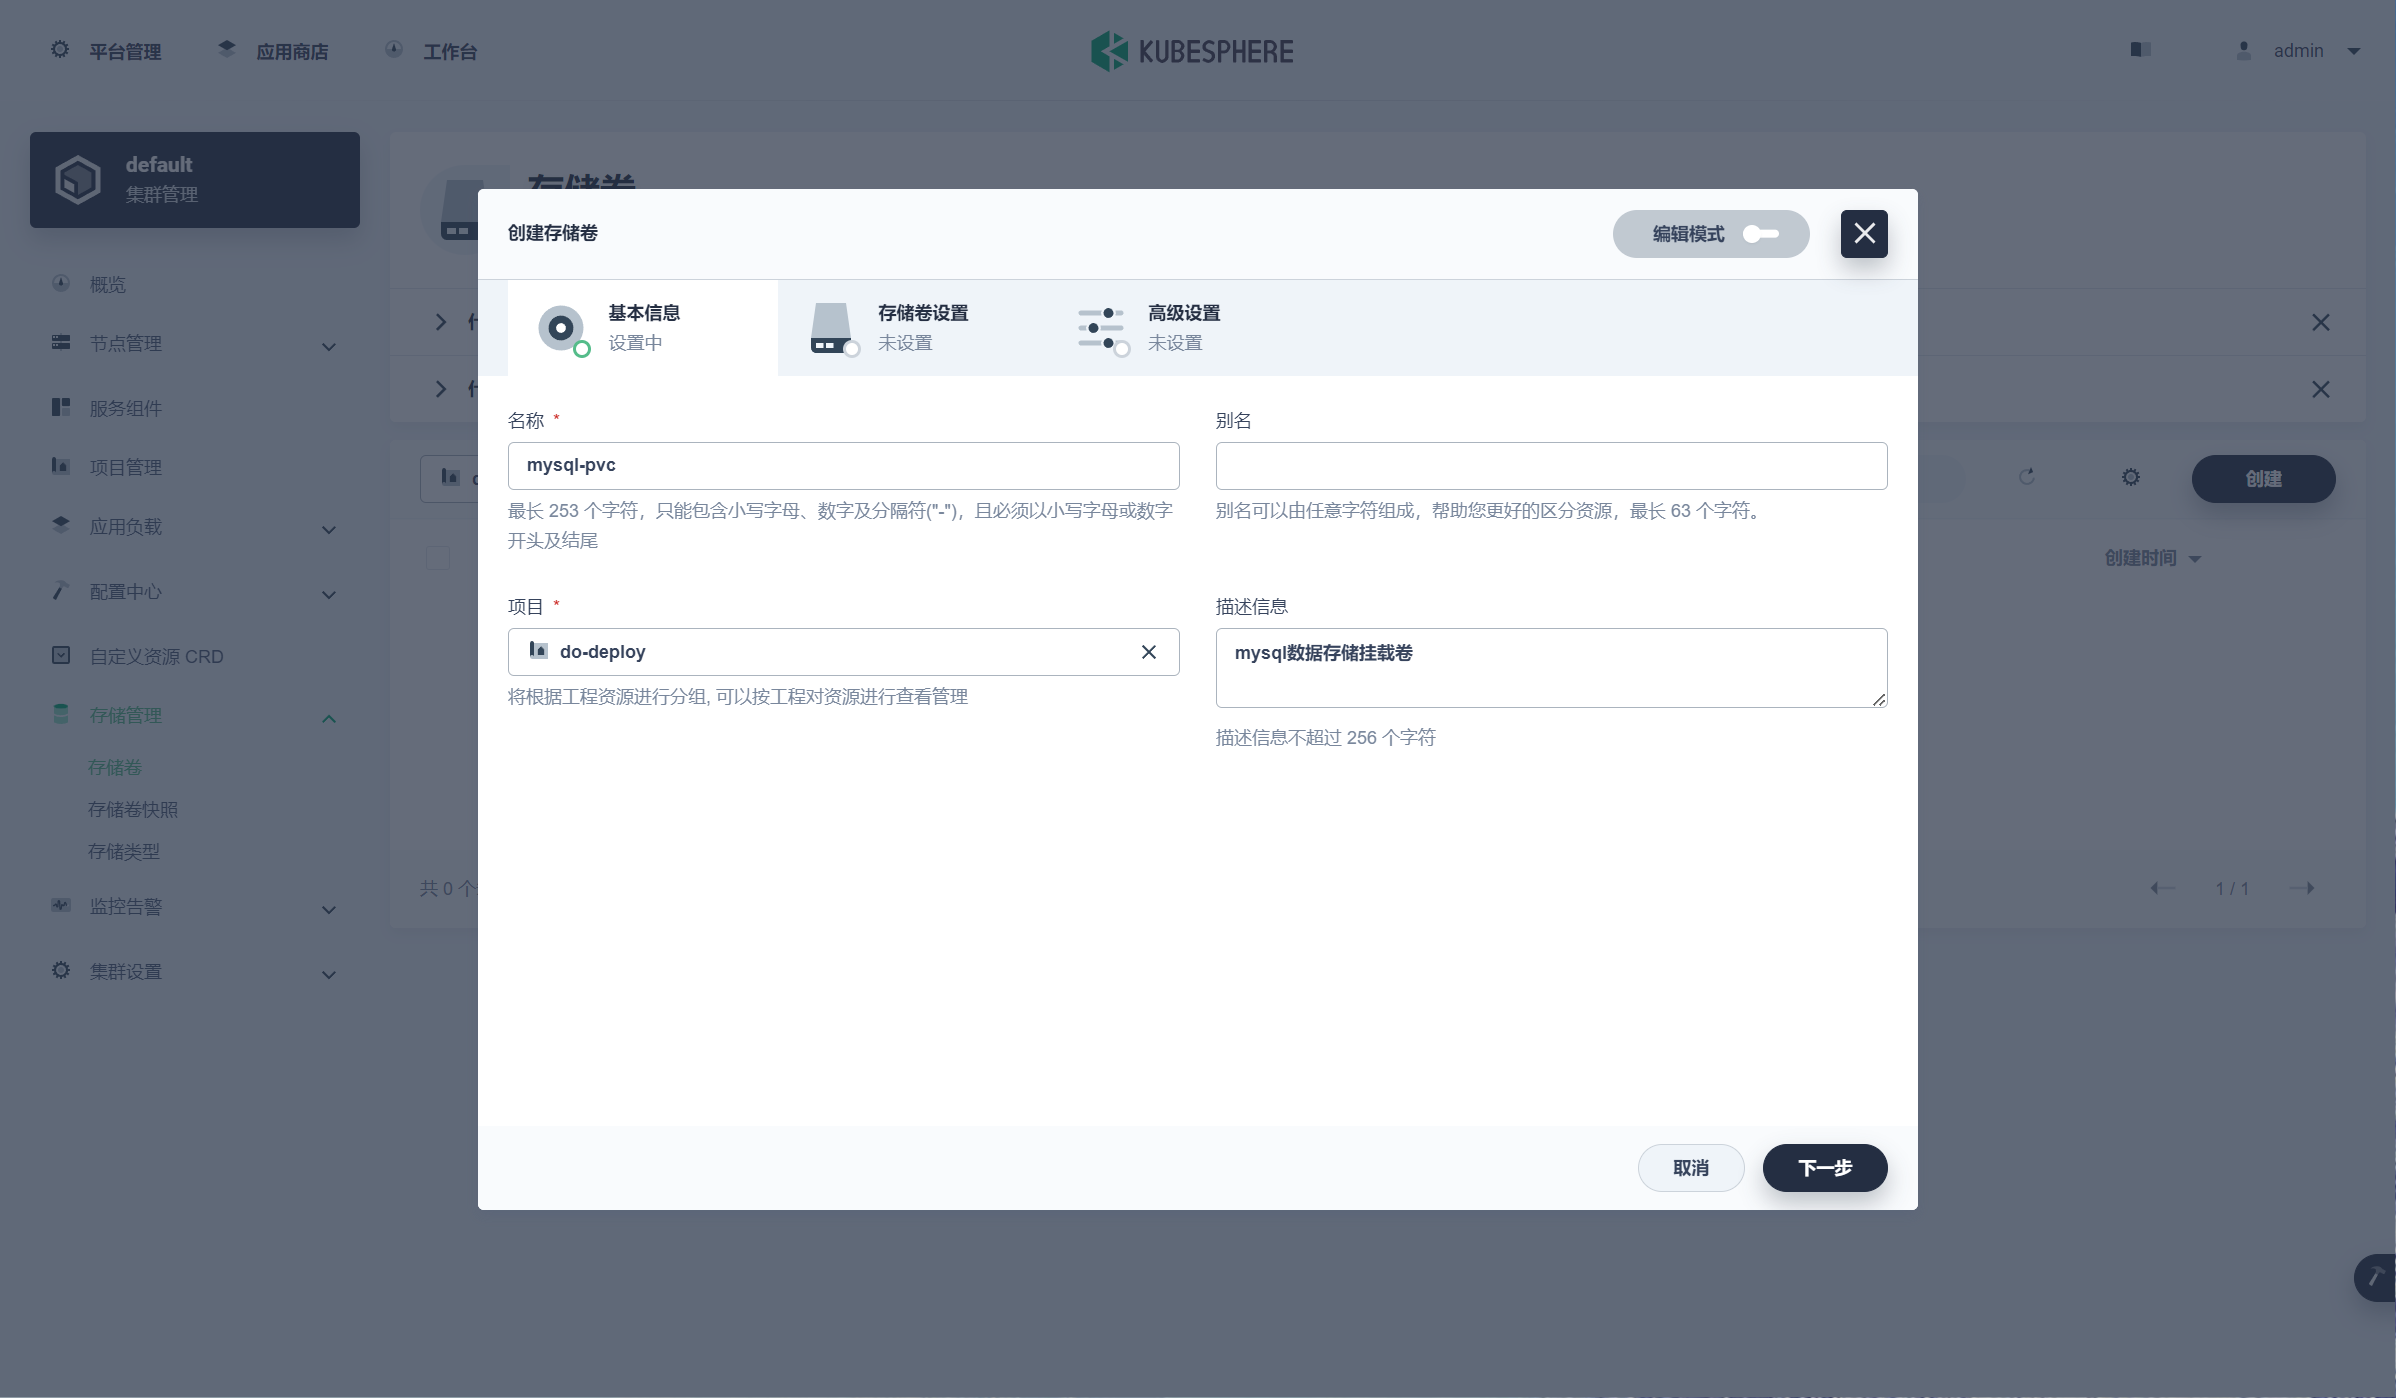 平台管理
应用商店
工作台
KUBESPHERE
admin
default
集群管理
概览
节点管理
服务组件
项目管理
应用负载
配置中心
自定义资源 CRD
存储管理
存储卷
存储卷快照
存储类型
监控告警
集群设置
存储卷
创建
创建时间
共 0 个
1 / 1
创建存储卷
编辑模式
基本信息
设置中
存储卷设置
未设置
高级设置
未设置
名称 *
mysql-pvc
最长 253 个字符，只能包含小写字母、数字及分隔符("-")，且必须以小写字母或数字
开头及结尾
别名
别名可以由任意字符组成，帮助您更好的区分资源，最长 63 个字符。
项目 *
do-deploy
将根据工程资源进行分组, 可以按工程对资源进行查看管理
描述信息
mysql数据存储挂载卷
描述信息不超过 256 个字符
取消
下一步